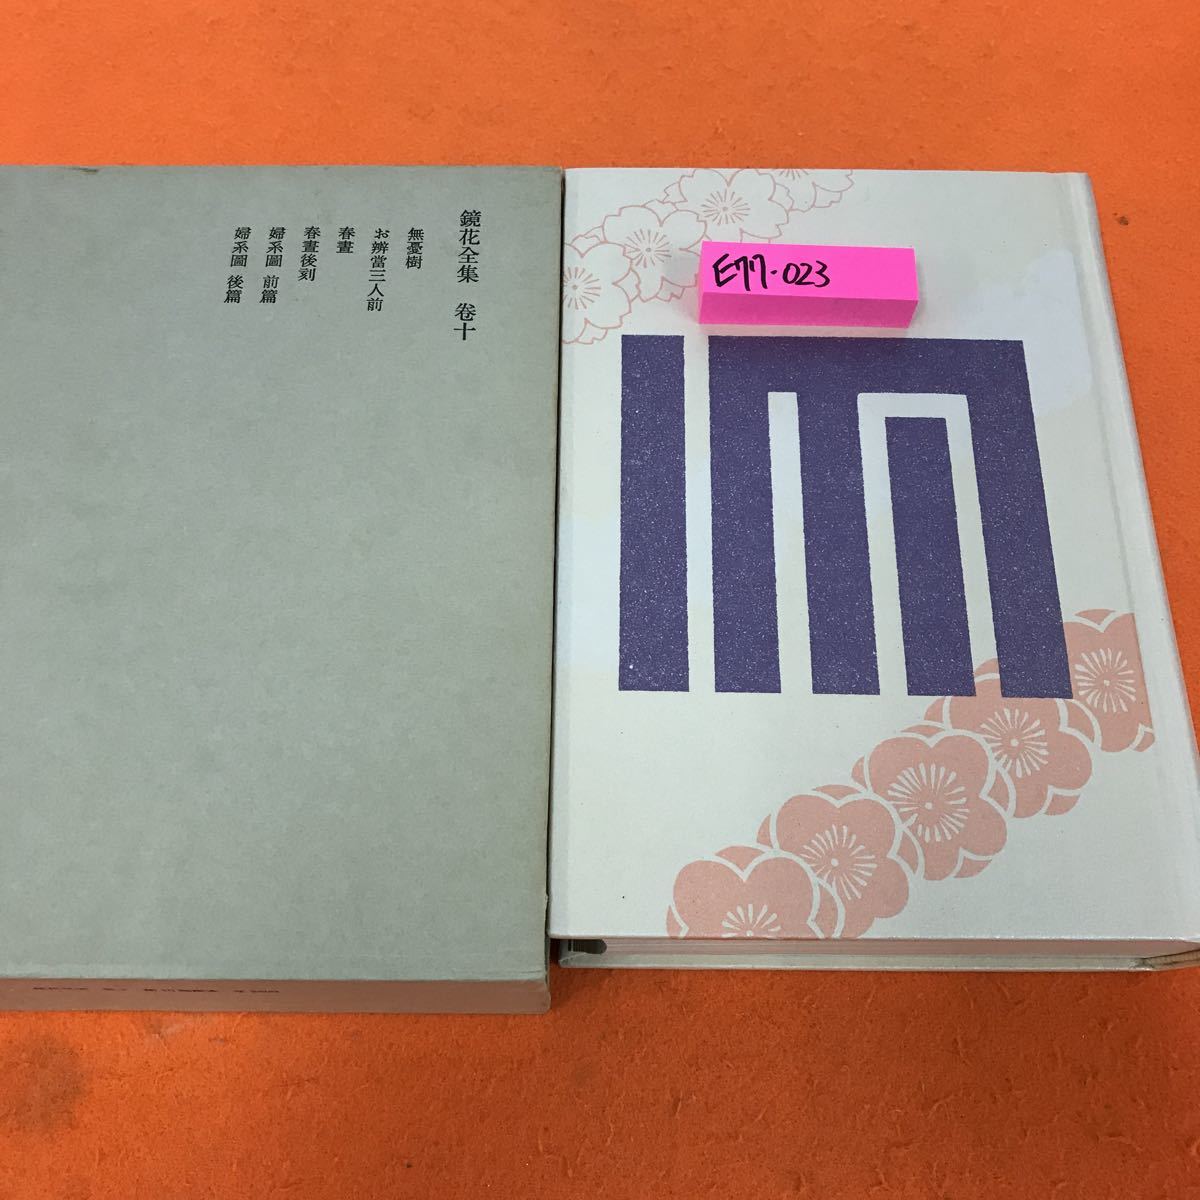 鏡花全集 卷十
無憂樹
お辨當三人前
春晝
春晝後刻
婦系圖 前篇
婦系圖 後篇
E77-023